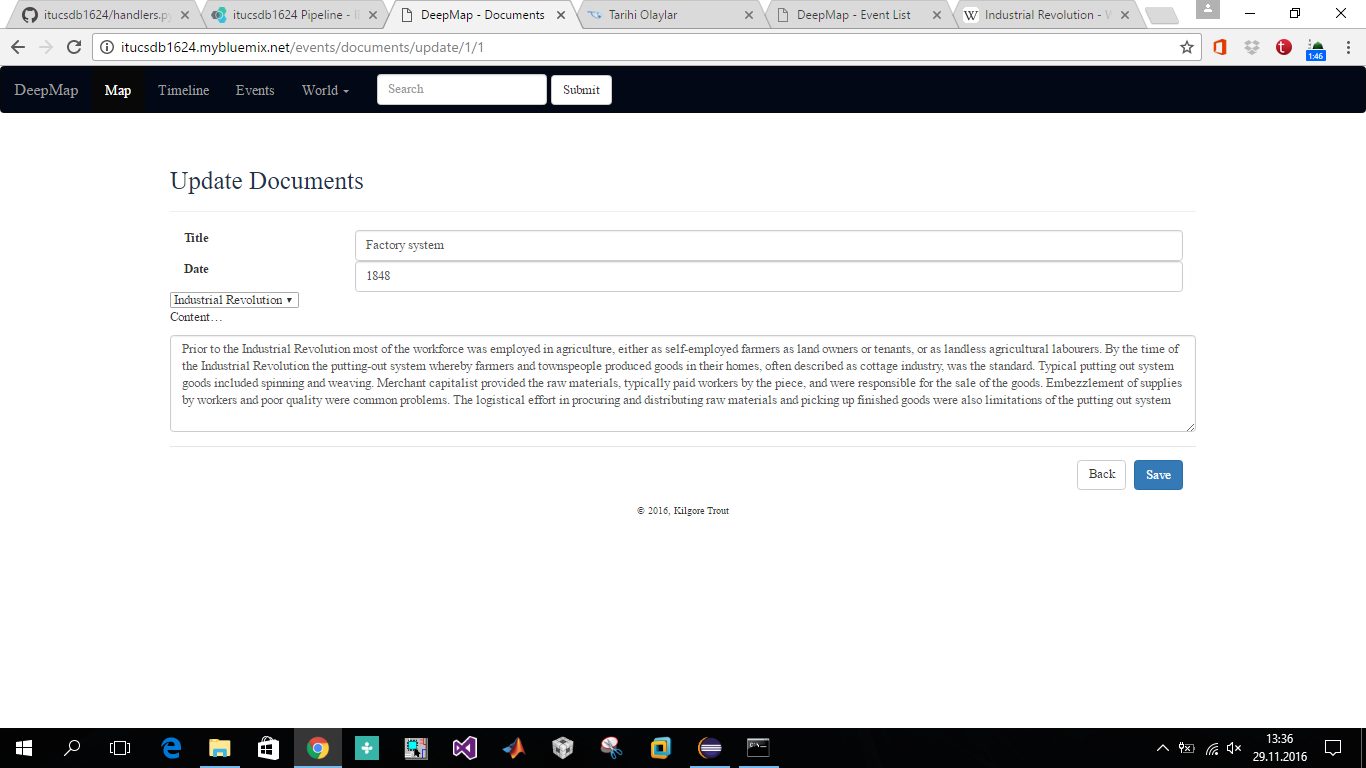 itucsdb1624/handlers.p
itucsdb1624 Pipeline - I
DeepMap - Documents
Tarihi Olaylar
DeepMap - Event List
Industrial Revolution - W
itucsdb1624.mybluemix.net/events/documents/update/1/1
1:46
DeepMap
Map
Timeline
Events
World
Search
Submit
Update Documents
Title
Factory system
Date
1848
Industrial Revolution
Content…
Prior to the Industrial Revolution most of the workforce was employed in agriculture, either as self-employed farmers as land owners or tenants, or as landless agricultural labourers. By the time of
the Industrial Revolution the putting-out system whereby farmers and townspeople produced goods in their homes, often described as cottage industry, was the standard. Typical putting out system
goods included spinning and weaving. Merchant capitalist provided the raw materials, typically paid workers by the piece, and were responsible for the sale of the goods. Embezzlement of supplies
by workers and poor quality were common problems. The logistical effort in procuring and distributing raw materials and picking up finished goods were also limitations of the putting out system
Back
Save
© 2016, Kilgore Trout
13:36
29.11.2016